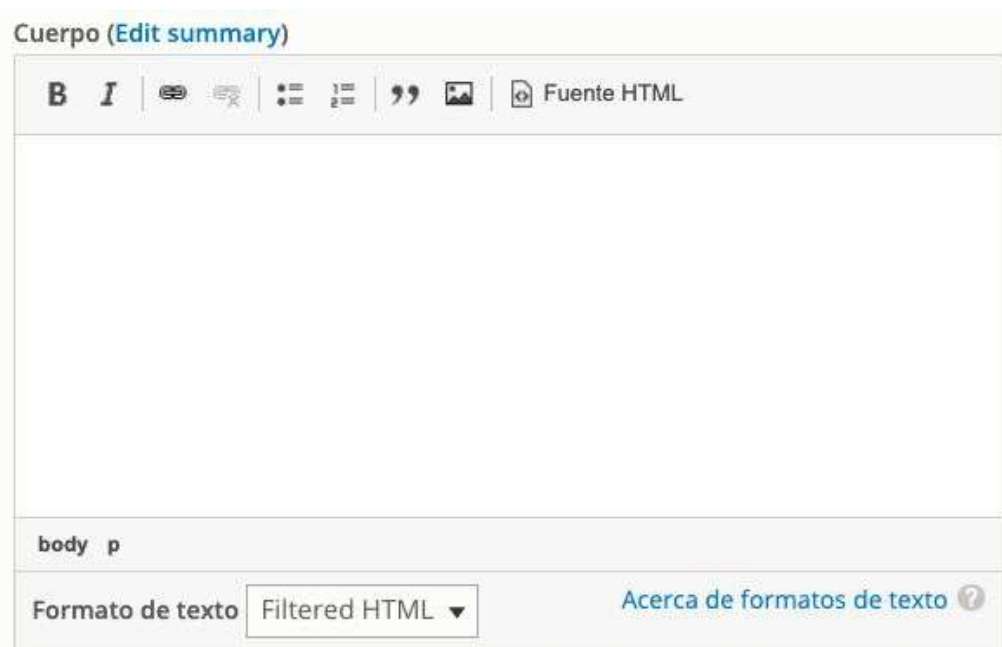 Cuerpo (Edit summary)
B I Fuente HTML
body p
Formato de texto Filtered HTML Acerca de formatos de texto ?